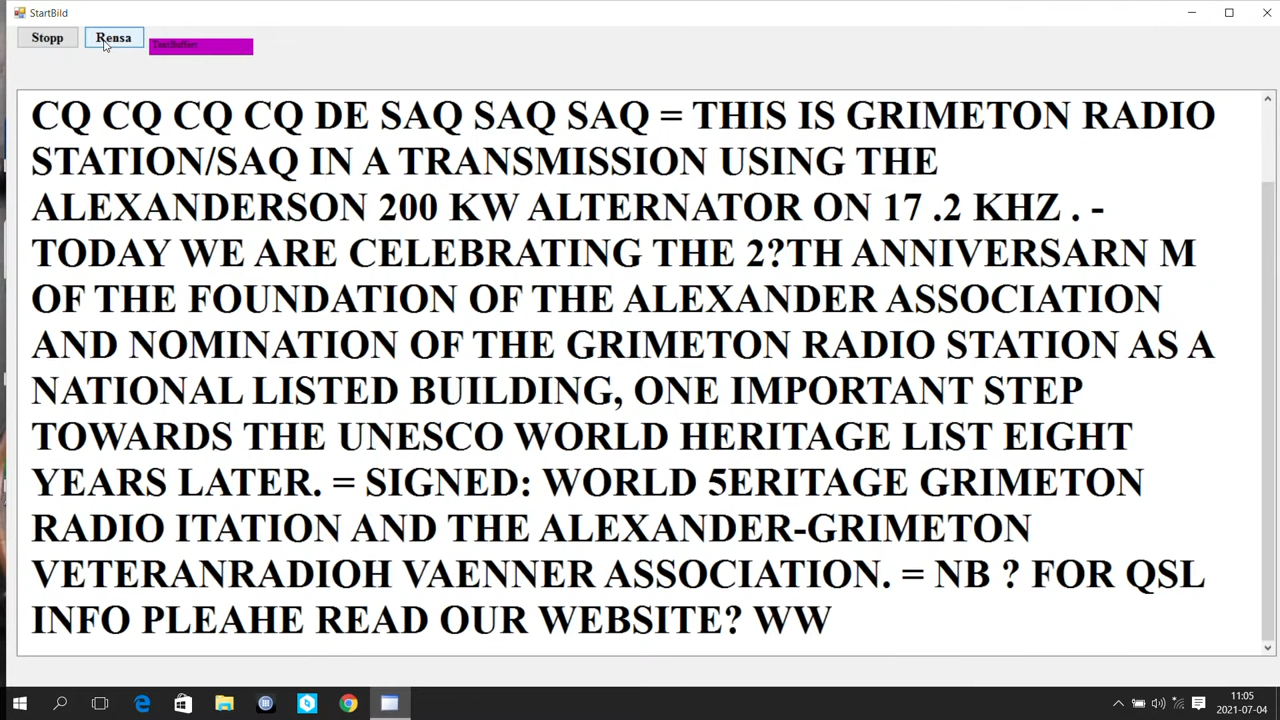 StartBild
Stopp
Rensa
CQ CQ CQ CQ DE SAQ SAQ SAQ = THIS IS GRIMETON RADIO
STATION/SAQ IN A TRANSMISSION USING THE
ALEXANDERSON 200 KW ALTERNATOR ON 17 .2 KHZ . -
TODAY WE ARE CELEBRATING THE 2?TH ANNIVERSARN M
OF THE FOUNDATION OF THE ALEXANDER ASSOCIATION
AND NOMINATION OF THE GRIMETON RADIO STATION AS A
NATIONAL LISTED BUILDING, ONE IMPORTANT STEP
TOWARDS THE UNESCO WORLD HERITAGE LIST EIGHT
YEARS LATER. = SIGNED: WORLD 5ERITAGE GRIMETON
RADIO ITATION AND THE ALEXANDER-GRIMETON
VETERANRADIOH VAENNER ASSOCIATION. = NB ? FOR QSL
INFO PLEAHE READ OUR WEBSITE? WW
11:05
2021-07-04